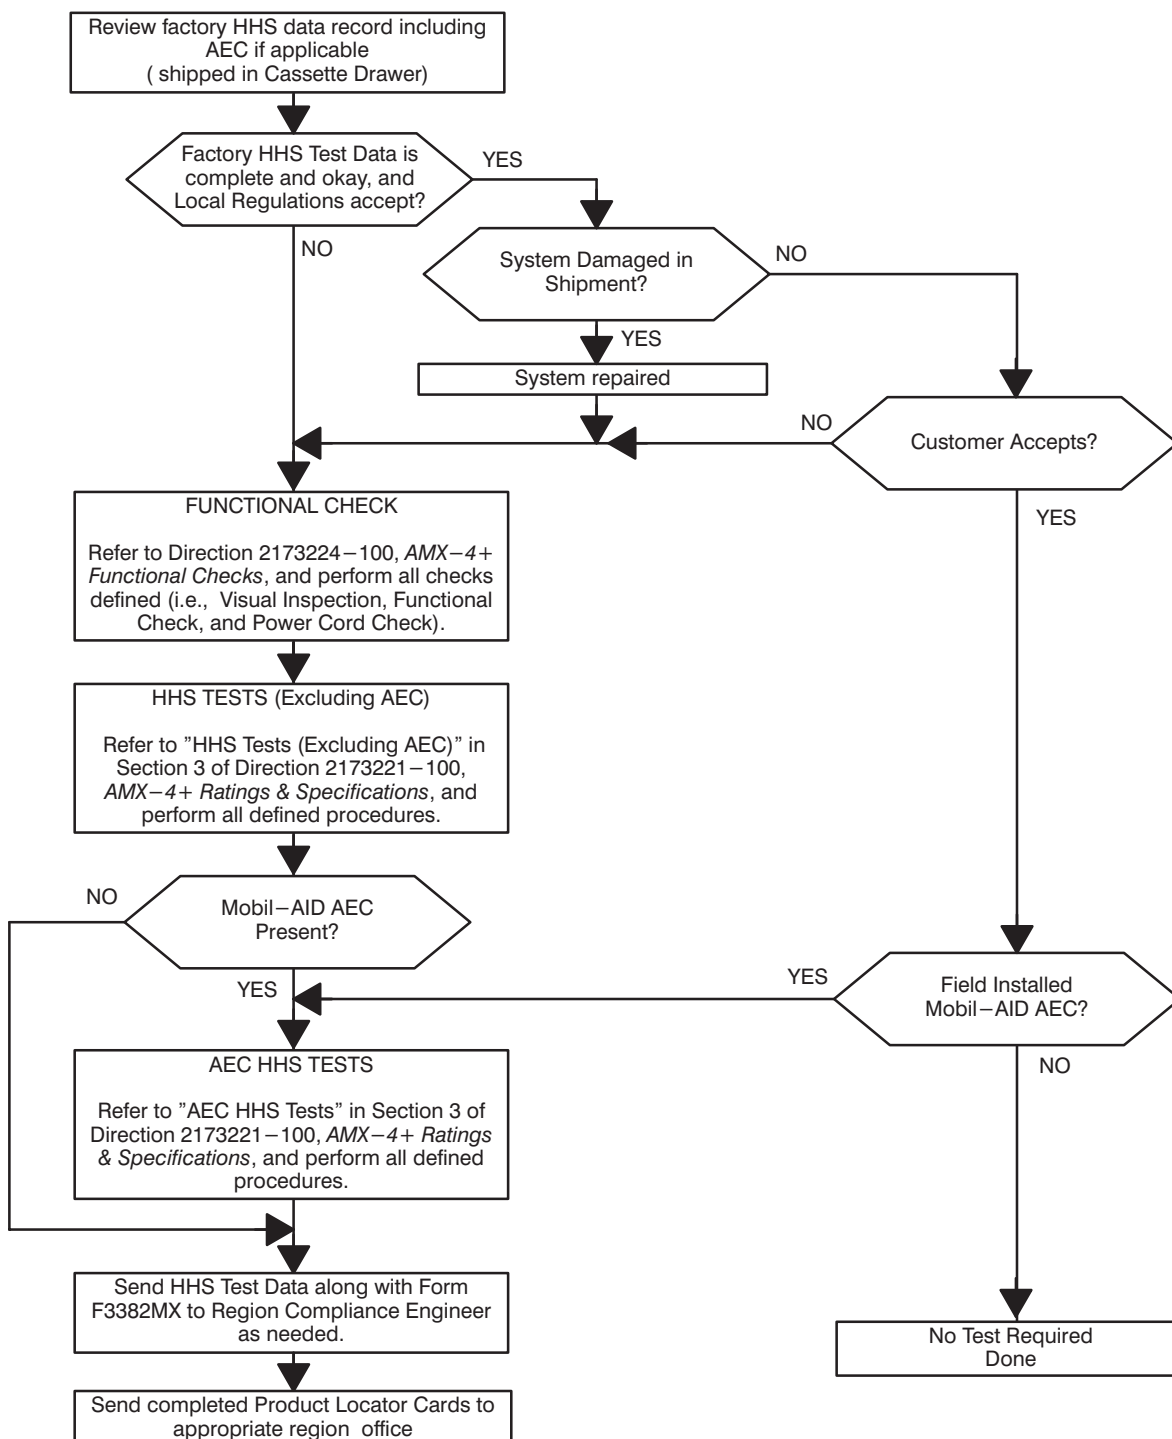 Review factory HHS data record including
AEC if applicable
( shipped in Cassette Drawer)
Factory HHS Test Data is
complete and okay, and
Local Regulations accept?
YES
NO
System Damaged in
Shipment?
NO
YES
System repaired
NO
Customer Accepts?
YES
FUNCTIONAL CHECK
Refer to Direction 2173224−100, AMX−4+
Functional Checks, and perform all checks
defined (i.e., Visual Inspection, Functional
Check, and Power Cord Check).
HHS TESTS (Excluding AEC)
Refer to ”HHS Tests (Excluding AEC)” in
Section 3 of Direction 2173221−100,
AMX−4+ Ratings & Specifications, and
perform all defined procedures.
NO
Mobil−AID AEC
Present?
YES
YES
Field Installed
Mobil−AID AEC?
NO
AEC HHS TESTS
Refer to ”AEC HHS Tests” in Section 3 of
Direction 2173221−100, AMX−4+ Ratings
& Specifications, and perform all defined
procedures.
Send HHS Test Data along with Form
F3382MX to Region Compliance Engineer
as needed.
No Test Required
Done
Send completed Product Locator Cards to
appropriate region office